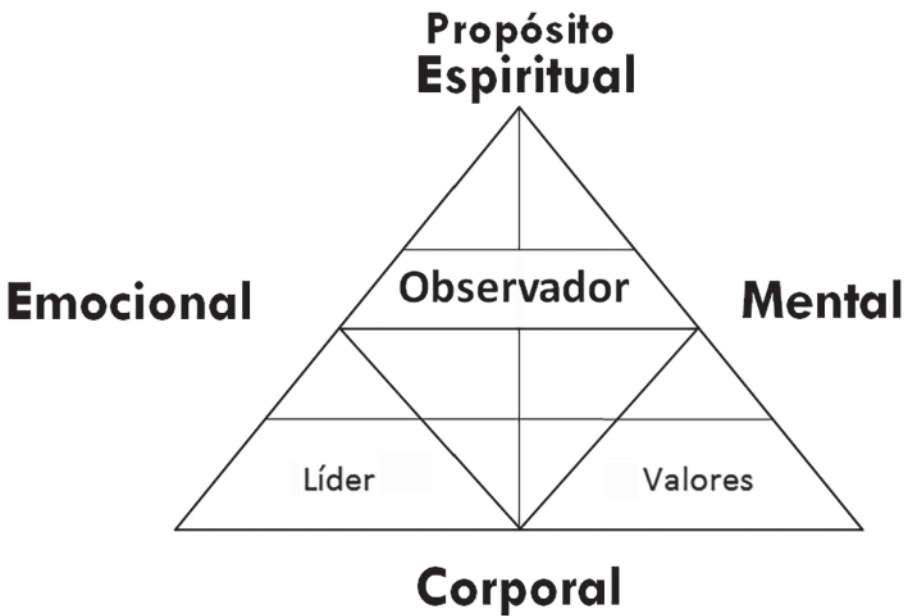 Propósito
Espiritual
Observador
Emocional
Mental
Líder
Valores
Corporal